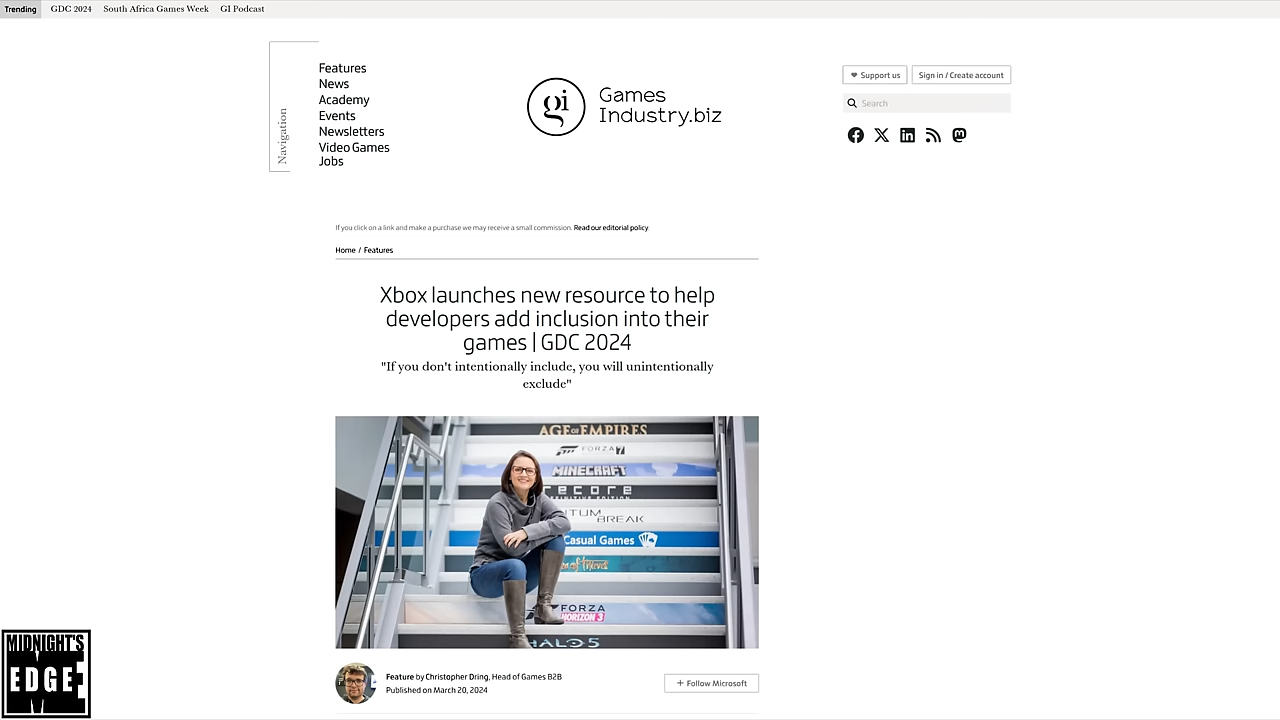 Trending GDC 2024 South Africa Games Week GI Podcast
Navigation
Features
News
Academy
Events
Newsletters
Video Games
Jobs
gi
Games
Industry.biz
Support us Sign in / Create account
Search
If you click on a link and make a purchase we may receive a small commission. Read our editorial policy.
Home / Features
Xbox launches new resource to help
developers add inclusion into their
games | GDC 2024
"If you don't intentionally include, you will unintentionally
exclude"
AGE OF EMPIRES
FORZA 7
MINECRAFT
RECORE
DEFINITIVE EDITION
BREAK
Casual Games
of Thieves
FORZA
HORIZON 3
HALO 5
Feature by Christopher Dring, Head of Games B2B
Published on March 20, 2024
+ Follow Microsoft
MIDNIGHT'S
EDGE